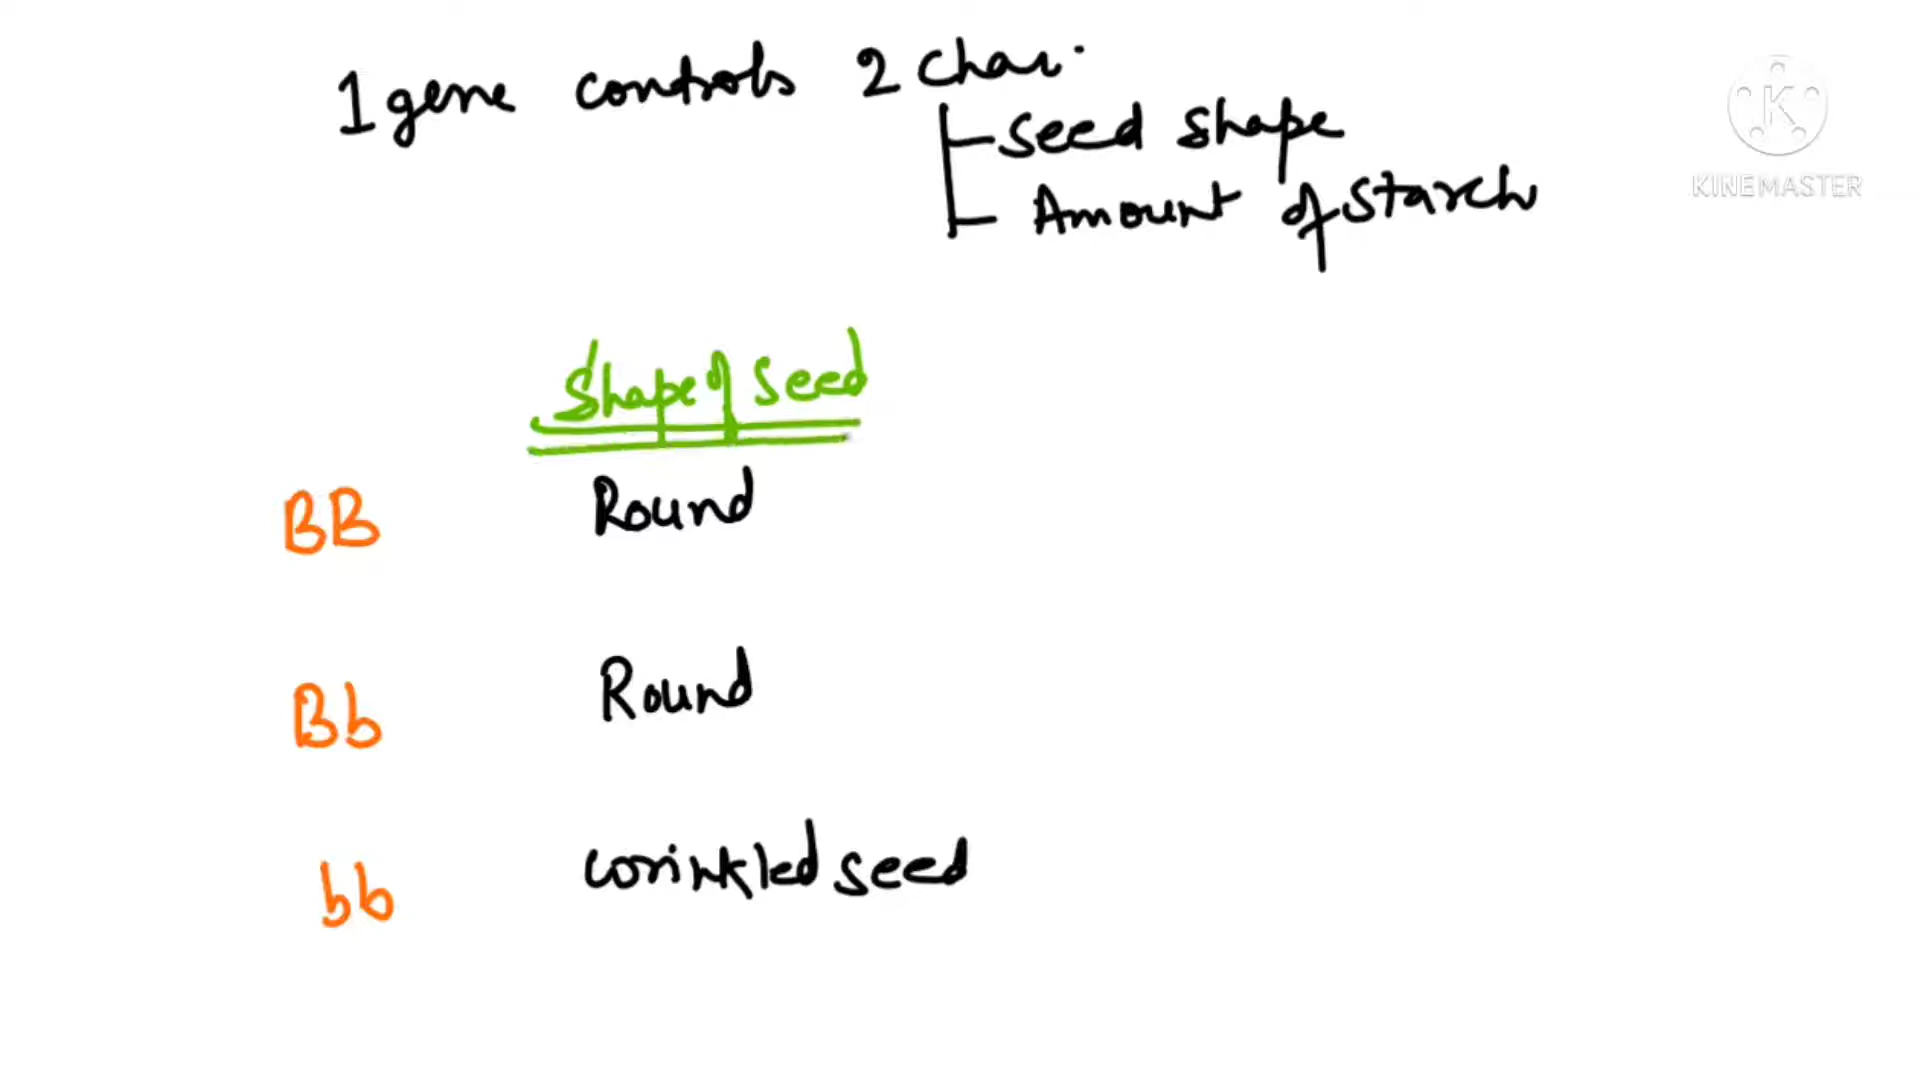 1 gene controls 2 char.
seed shape
Amount of starch
KINEMASTER
Shape of seed
BB Round
Bb Round
bb wrinkled seed